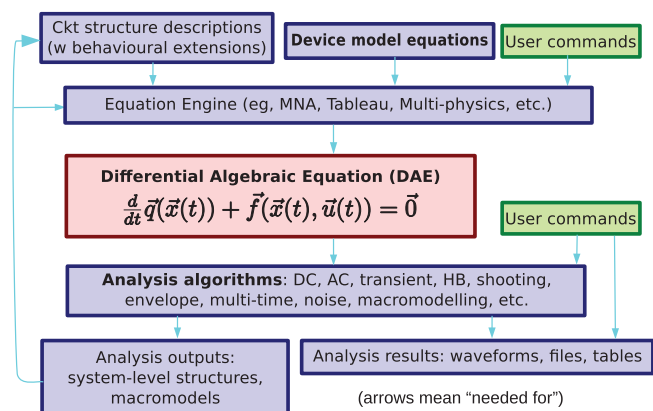 Ckt structure descriptions
(w behavioural extensions)
Device model equations
User commands
Equation Engine (eg, MNA, Tableau, Multi-physics, etc.)
Differential Algebraic Equation (DAE)
d/dt q⃗(x⃗(t)) + f⃗(x⃗(t), u⃗(t)) = 0⃗
User commands
Analysis algorithms: DC, AC, transient, HB, shooting,
envelope, multi-time, noise, macromodelling, etc.
Analysis outputs:
system-level structures,
macromodels
Analysis results: waveforms, files, tables
(arrows mean “needed for”)